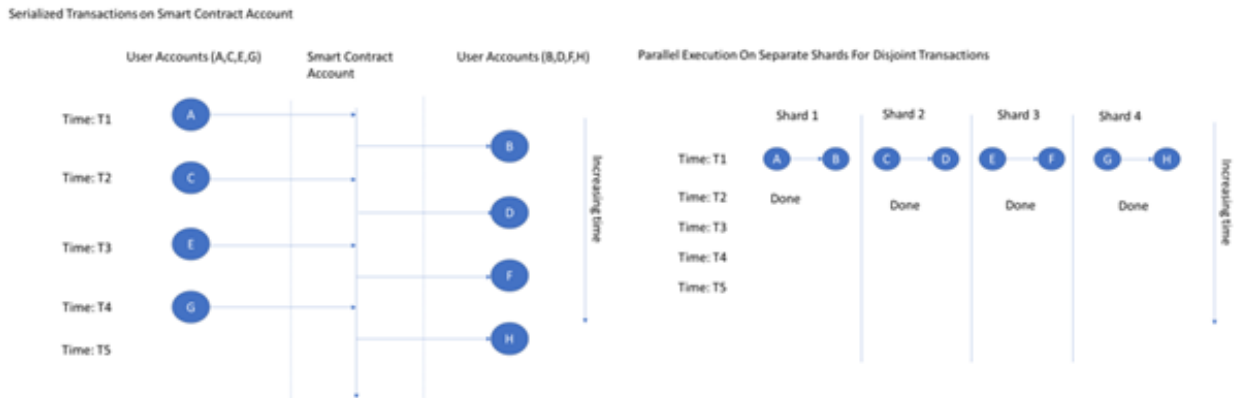 Serialized Transactions on Smart Contract Account
User Accounts (A,C,E,G)
Smart Contract
Account
User Accounts (B,D,F,H)
Time: T1
A
B
Time: T2
C
D
Time: T3
E
F
Time: T4
G
H
Time: T5
Increasing time
Parallel Execution On Separate Shards For Disjoint Transactions
Shard 1
Shard 2
Shard 3
Shard 4
Time: T1
A
B
C
D
E
F
G
H
Time: T2
Done
Done
Done
Done
Time: T3
Time: T4
Time: T5
Increasing time